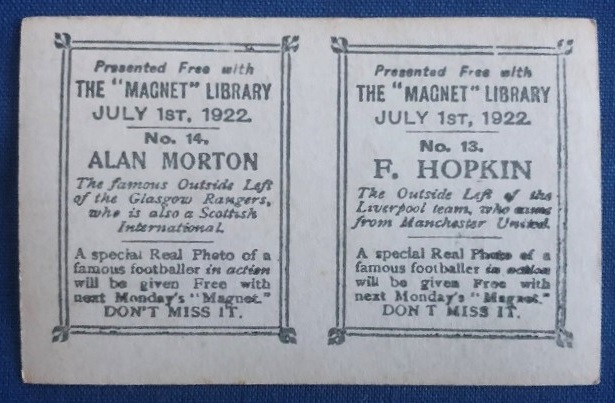 Presented Free with
THE "MAGNET" LIBRARY
JULY 1ST, 1922.
No. 14.
ALAN MORTON
The famous Outside Left
of the Glasgow Rangers,
who is also a Scottish
International.
A special Real Photo of a
famous footballer in action
will be given Free with
next Monday's "Magnet."
DON'T MISS IT.
Presented Free with
THE "MAGNET" LIBRARY
JULY 1ST, 1922.
No. 13.
F. HOPKIN
The Outside Left of the
Liverpool team, who came
from Manchester United.
A special Real Photo of a
famous footballer in action
will be given Free with
next Monday's "Magnet."
DON T MISS IT.